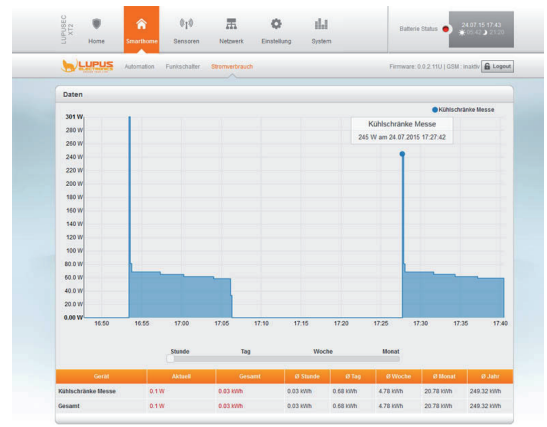 LUPUSEC
XT2
Home
Smarthome
Sensoren
Netzwerk
Einstellung
System
Batterie Status
24.07.15 17:43
05:42 21:20
LUPUS
ELECTRONICS
Automation Funkschalter Stromverbrauch
Firmware: 0.0.2.11U | GSM : Inaktiv Logout
Daten
Kühlschränke Messe
Kühlschränke Messe
245 W am 24.07.2015 17:27:42
301 W
280 W
260 W
240 W
220 W
200 W
180 W
160 W
140 W
120 W
100 W
80.0 W
60.0 W
40.0 W
20.0 W
0.00 W
16:50 16:55 17:00 17:05 17:10 17:15 17:20 17:25 17:30 17:35 17:40
Stunde Tag Woche Monat
Gerät Aktuell Gesamt Ø Stunde Ø Tag Ø Woche Ø Monat Ø Jahr
Kühlschränke Messe 0.1 W 0.03 kWh 0.03 kWh 0.68 kWh 4.78 kWh 20.78 kWh 249.32 kWh
Gesamt 0.1 W 0.03 kWh 0.03 kWh 0.68 kWh 4.78 kWh 20.78 kWh 249.32 kWh